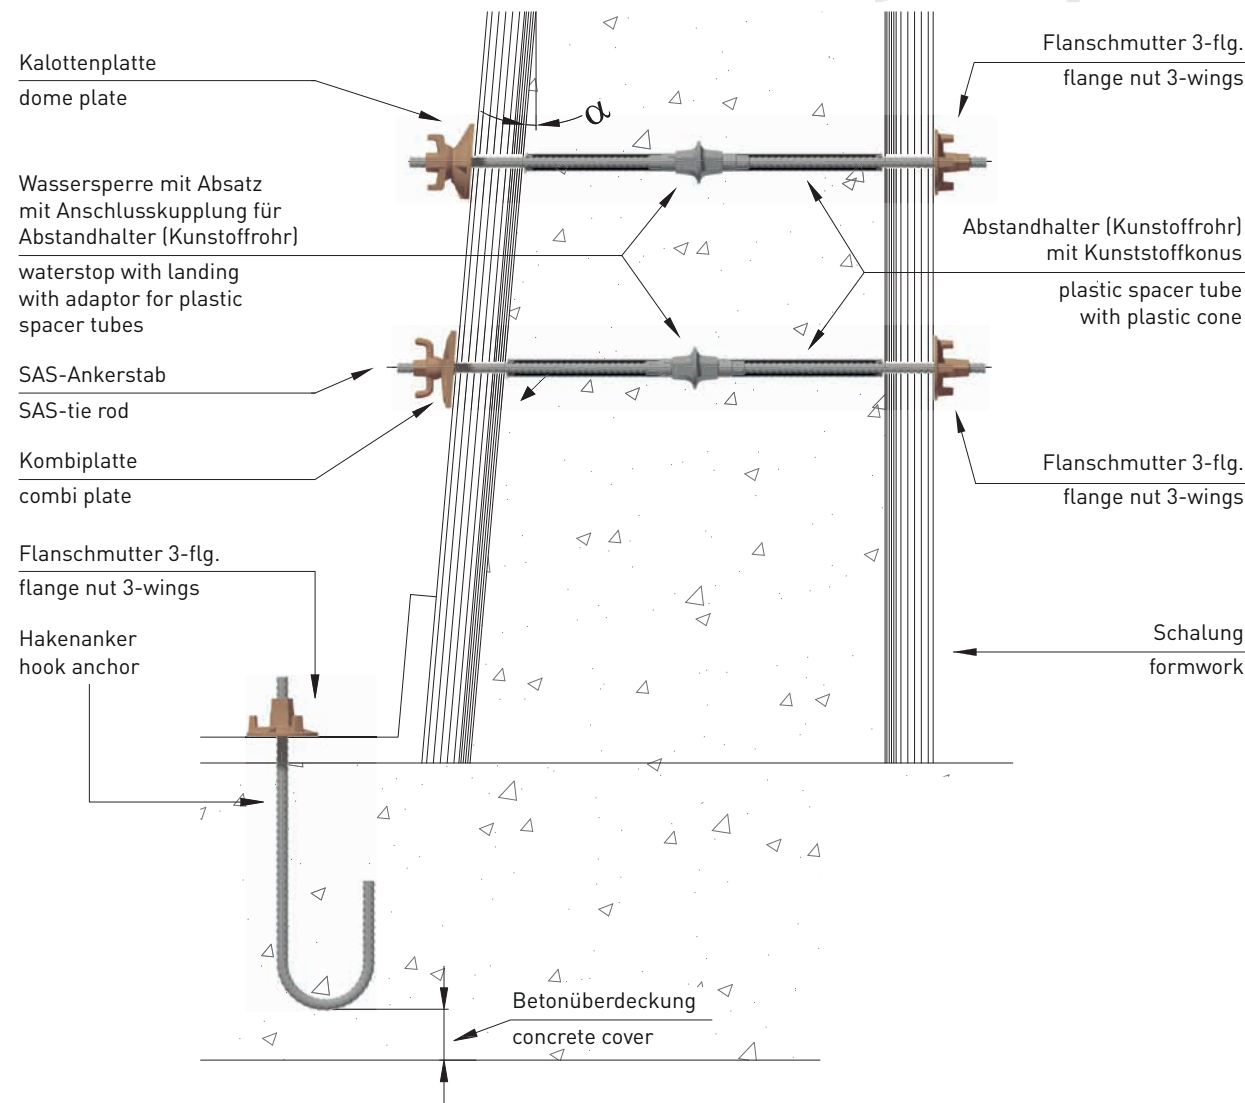 Kalottenplatte
dome plate
α
Flanschmutter 3-flg.
flange nut 3-wings
Wassersperre mit Absatz
mit Anschlusskupplung für
Abstandhalter (Kunstoffrohr)
waterstop with landing
with adaptor for plastic
spacer tubes
Abstandhalter (Kunstoffrohr)
mit Kunststoffkonus
plastic spacer tube
with plastic cone
SAS-Ankerstab
SAS-tie rod
Kombiplatte
combi plate
Flanschmutter 3-flg.
flange nut 3-wings
Flanschmutter 3-flg.
flange nut 3-wings
Hakenanker
hook anchor
Schalung
formwork
Betonüberdeckung
concrete cover